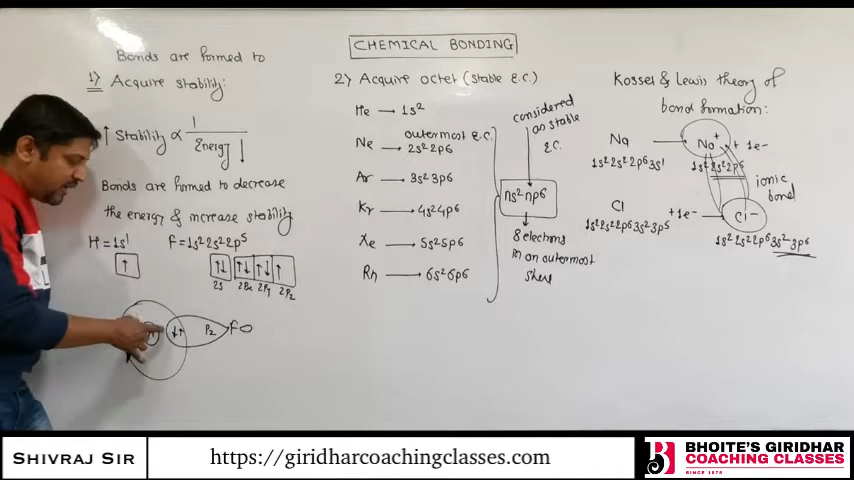 CHEMICAL BONDING
Bonds are formed to
1) Acquire stability:
↑ Stability ∝ 1
Energy ↓
Bonds are formed to decrease
the energy & increase stability
H = 1s¹ F = 1s² 2s² 2p⁵
↑ ↑↓ ↑↓ ↑↓ ↑
2s 2Px 2Py 2Pz
↓↑ Pz F
2) Acquire octet (Stable E.C.)
He → 1s²
outermost E.C.
Ne → 2s² 2p⁶
Ar → 3s² 3p⁶
Kr → 4s² 4p⁶
Xe → 5s² 5p⁶
Rn → 6s² 6p⁶
considered
as stable
E.C.
ns² np⁶
8 electrons
in an outermost
shell
Kossel & Lewis theory of
bond formation:
Na → Na⁺ + 1e-
1s² 2s² 2p⁶ 3s¹ 1s² 2s² 2p⁶
ionic
bond
Cl +1e- → Cl-
1s² 2s² 2p⁶ 3s² 3p⁵
1s² 2s² 2p⁶ 3s² 3p⁶
SHIVRAJ SIR
https://giridharcoachingclasses.com
BHOITE'S GIRIDHAR
COACHING CLASSES
SINCE 1975